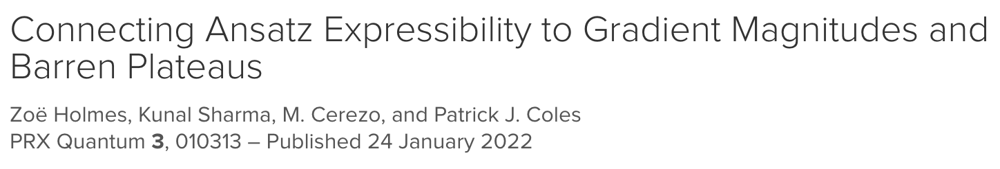 Connecting Ansatz Expressibility to Gradient Magnitudes and
Barren Plateaus
Zoë Holmes, Kunal Sharma, M. Cerezo, and Patrick J. Coles
PRX Quantum 3, 010313 – Published 24 January 2022